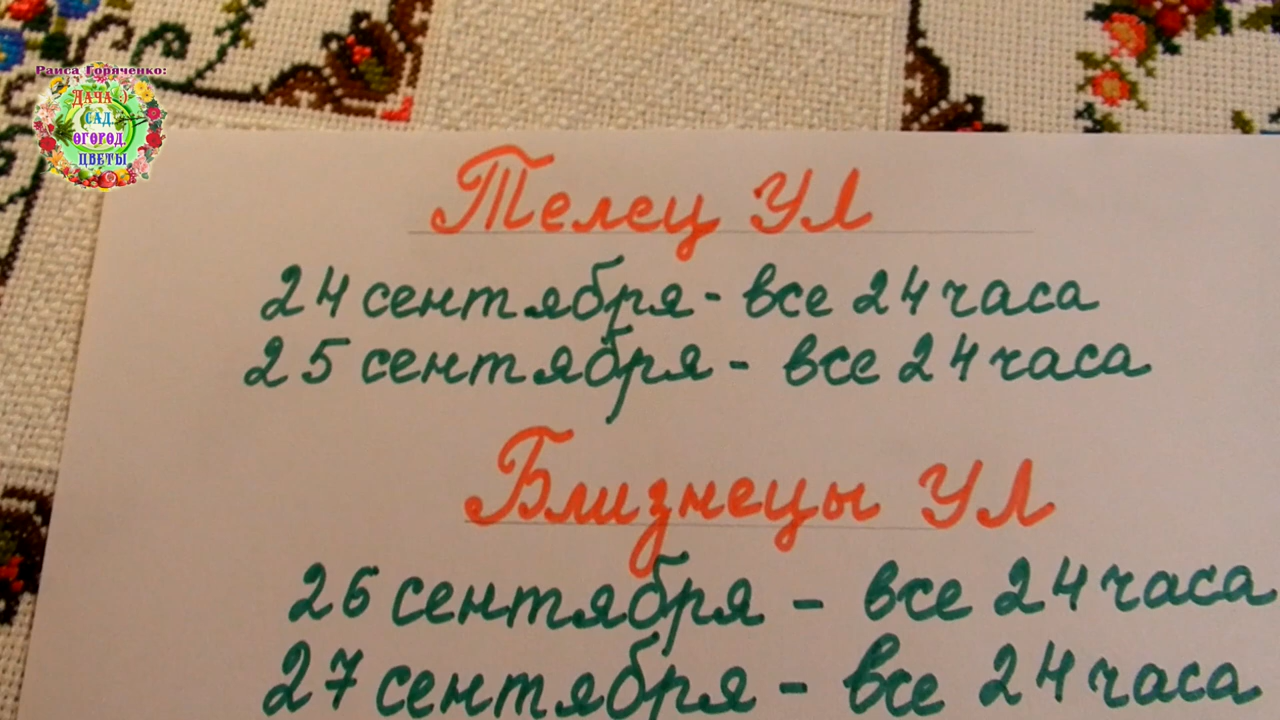 Раиса Горяченко:
Дача
сад.
огород.
цветы
Телец УЛ
24 сентября - все 24 часа
25 сентября - все 24 часа
Близнецы УЛ
26 сентября - все 24 часа
27 сентября - все 24 часа